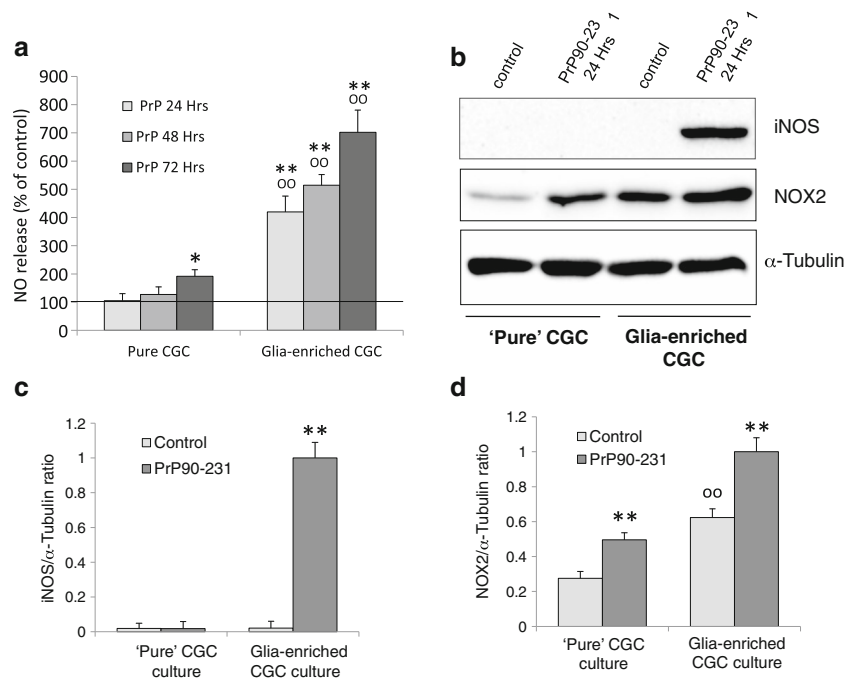 a
900
800
700
600
500
400
300
200
100
0
NO release (% of control)
PrP 24 Hrs
PrP 48 Hrs
PrP 72 Hrs
*
**
oo
**
oo
**
oo
Pure CGC
Glia-enriched CGC
b
control
PrP90-23 1
24 Hrs
control
PrP90-23 1
24 Hrs
iNOS
NOX2
α-Tubulin
'Pure' CGC
Glia-enriched
CGC
c
1.2
1
0.8
0.6
0.4
0.2
0
iNOS/α-Tubulin ratio
Control
PrP90-231
**
'Pure' CGC
culture
Glia-enriched
CGC culture
d
1.2
1
0.8
0.6
0.4
0.2
0
NOX2/α-Tubulin ratio
Control
PrP90-231
**
oo
**
'Pure' CGC
culture
Glia-enriched
CGC culture